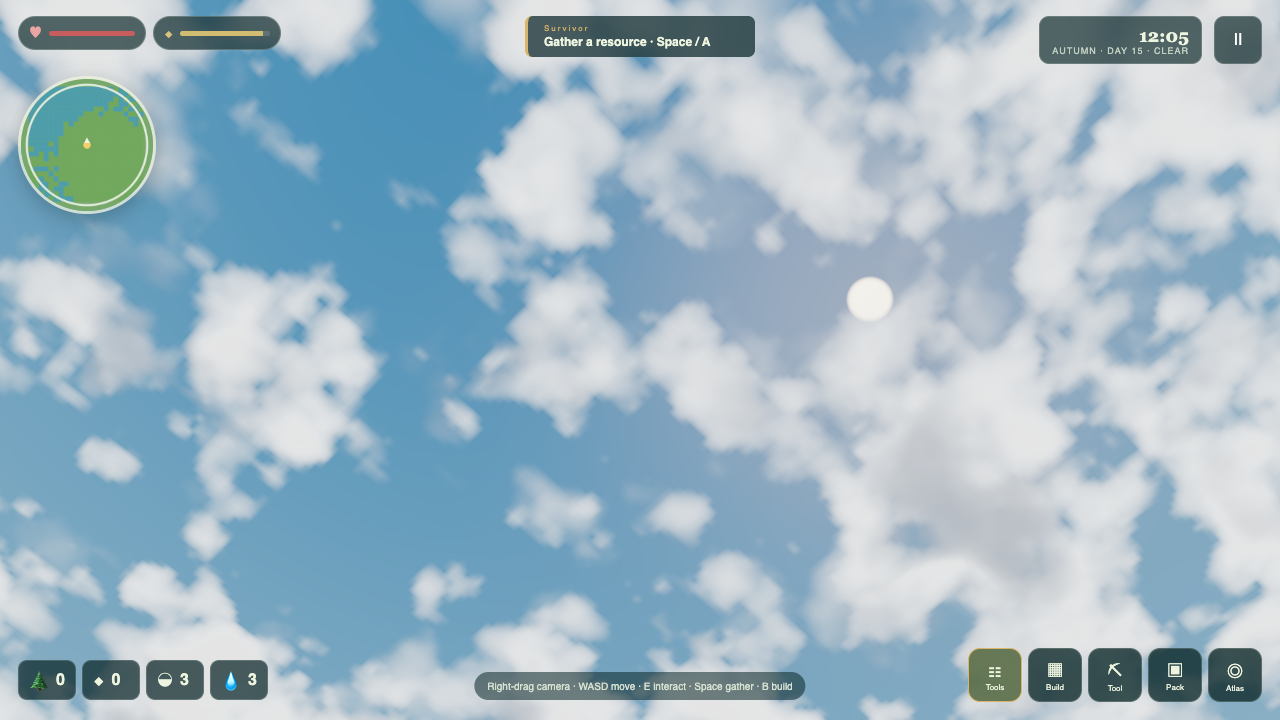 Survivor
Gather a resource · Space / A
12:05
AUTUMN · DAY 15 · CLEAR
0
0
3
3
Right-drag camera · WASD move · E interact · Space gather · B build
Tools
Build
Tool
Pack
Atlas